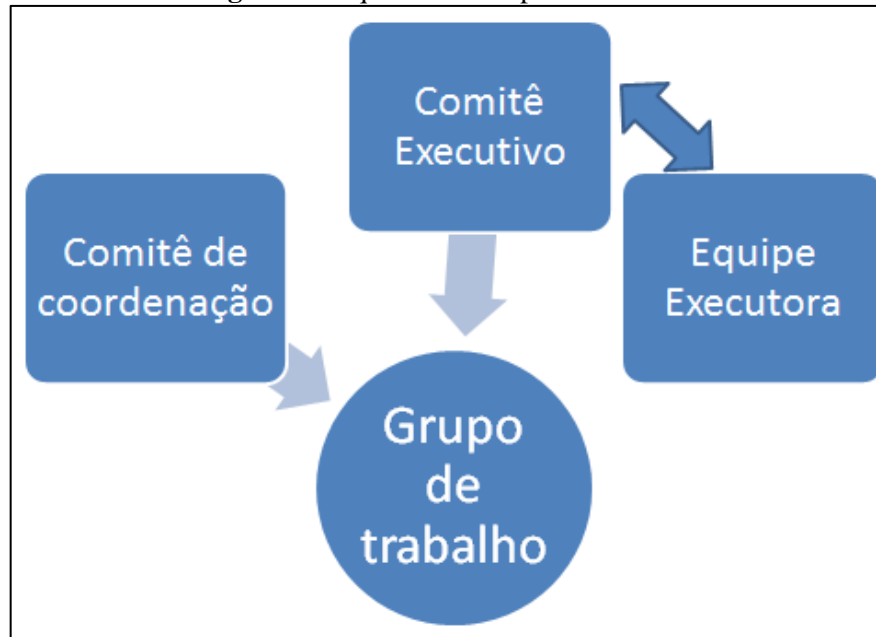 Comitê
Executivo
Comitê de
coordenação
Equipe
Executora
Grupo
de
trabalho